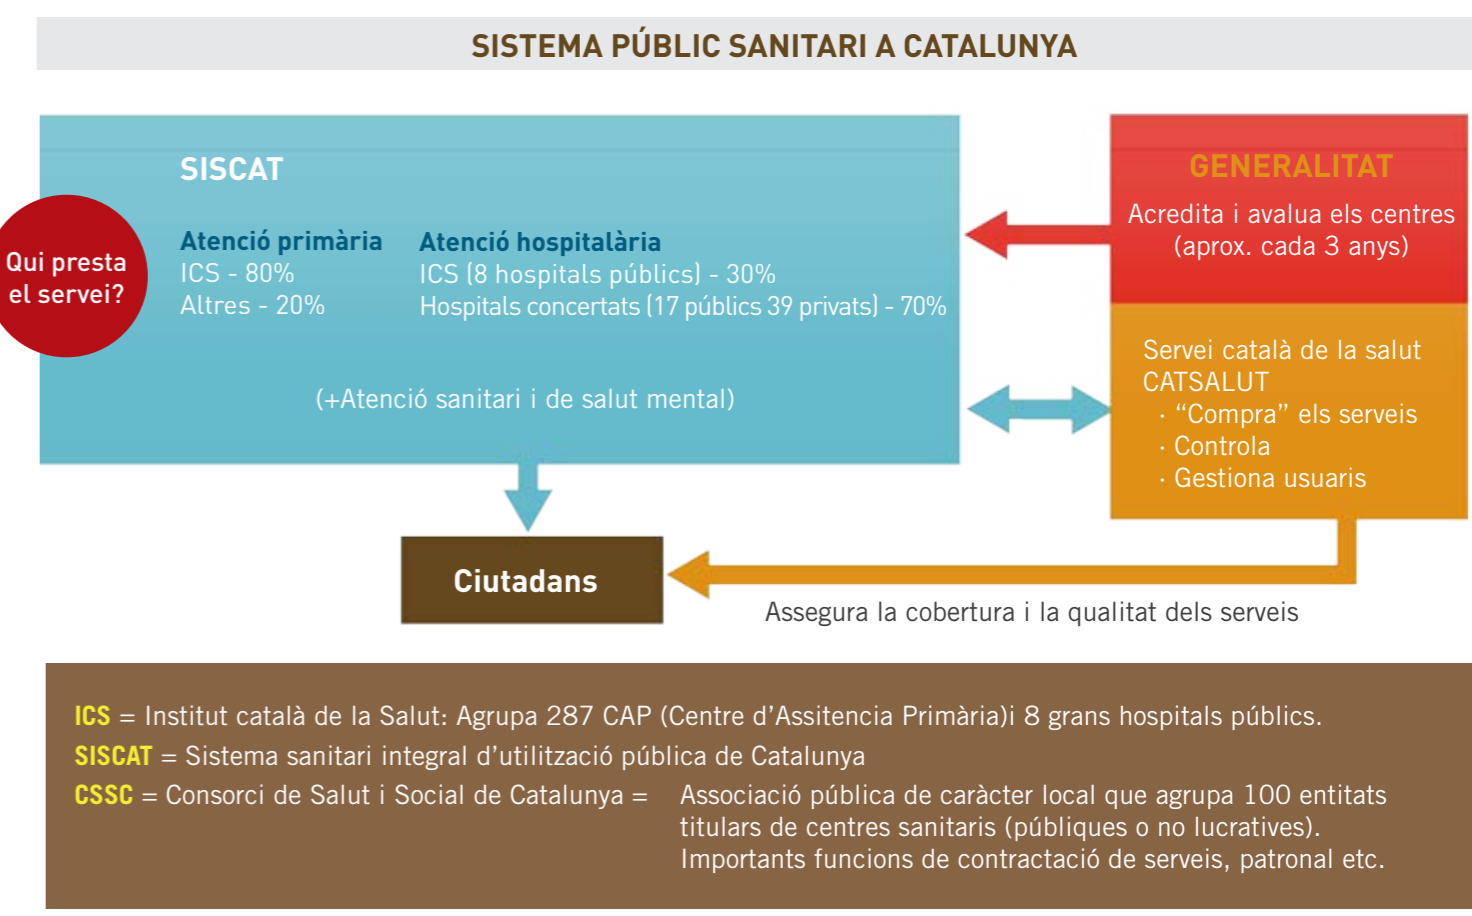 SISTEMA PÚBLIC SANITARI A CATALUNYA
SISCAT
Qui presta
el servei?
Atenció primària
ICS - 80%
Altres - 20%
Atenció hospitalària
ICS (8 hospitals públics) - 30%
Hospitals concertats (17 públics 39 privats) - 70%
(+Atenció sanitari i de salut mental)
GENERALITAT
Acredita i avalua els centres
(aprox. cada 3 anys)
Servei català de la salut
CATSALUT
· “Compra” els serveis
· Controla
· Gestiona usuaris
Ciutadans
Assegura la cobertura i la qualitat dels serveis
ICS = Institut català de la Salut: Agrupa 287 CAP (Centre d’Assitencia Primària)i 8 grans hospitals públics.
SISCAT = Sistema sanitari integral d’utilització pública de Catalunya
CSSC = Consorci de Salut i Social de Catalunya = Associació pública de caràcter local que agrupa 100 entitats
titulars de centres sanitaris (públiques o no lucratives).
Importants funcions de contractació de serveis, patronal etc.